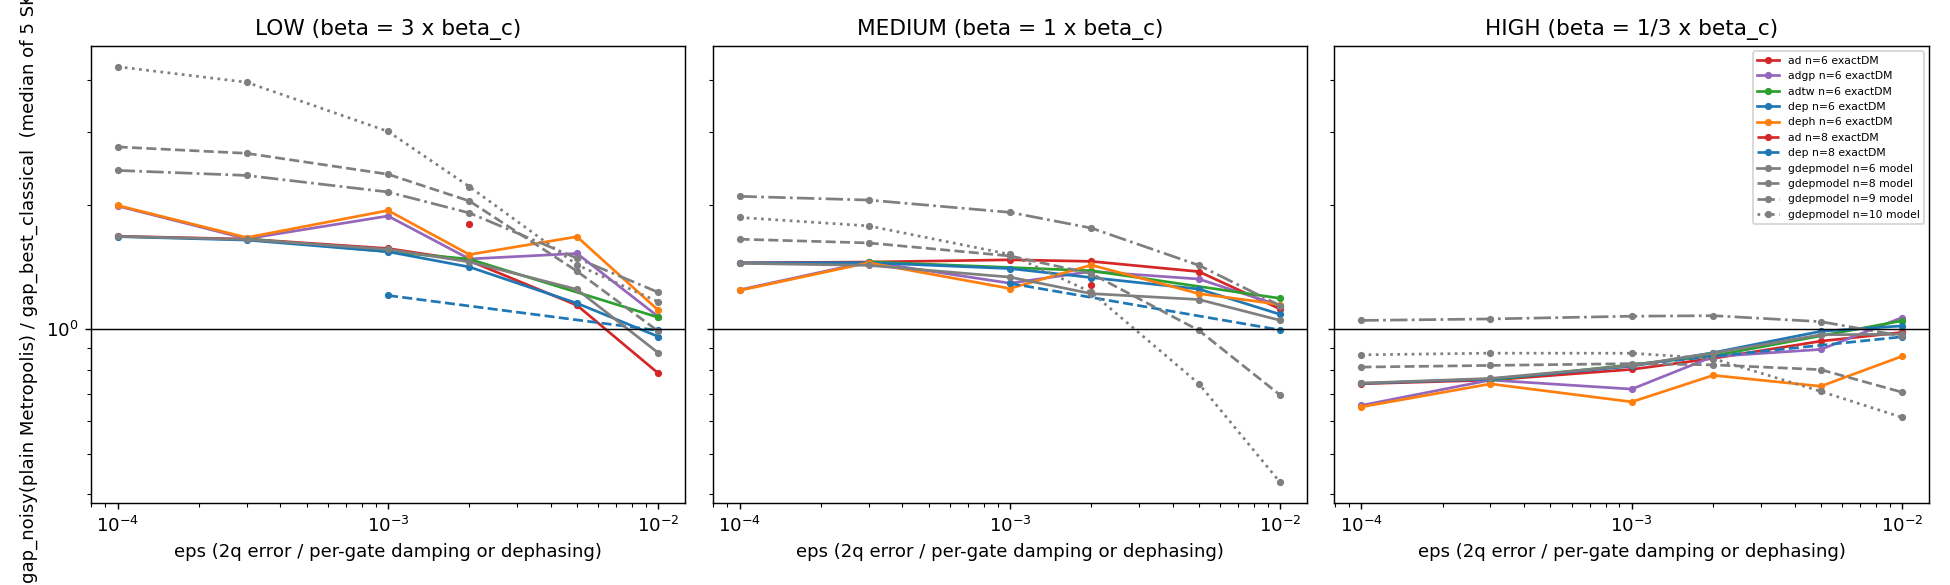 LOW (beta = 3 x beta_c)
MEDIUM (beta = 1 x beta_c)
HIGH (beta = 1/3 x beta_c)
gap_noisy(plain Metropolis) / gap_best_classical (median of 5 SK
10⁰
ad n=6 exactDM
adgp n=6 exactDM
adtw n=6 exactDM
dep n=6 exactDM
deph n=6 exactDM
ad n=8 exactDM
dep n=8 exactDM
gdepmodel n=6 model
gdepmodel n=8 model
gdepmodel n=9 model
gdepmodel n=10 model
10⁻⁴ 10⁻³ 10⁻²
10⁻⁴ 10⁻³ 10⁻²
10⁻⁴ 10⁻³ 10⁻²
eps (2q error / per-gate damping or dephasing)
eps (2q error / per-gate damping or dephasing)
eps (2q error / per-gate damping or dephasing)